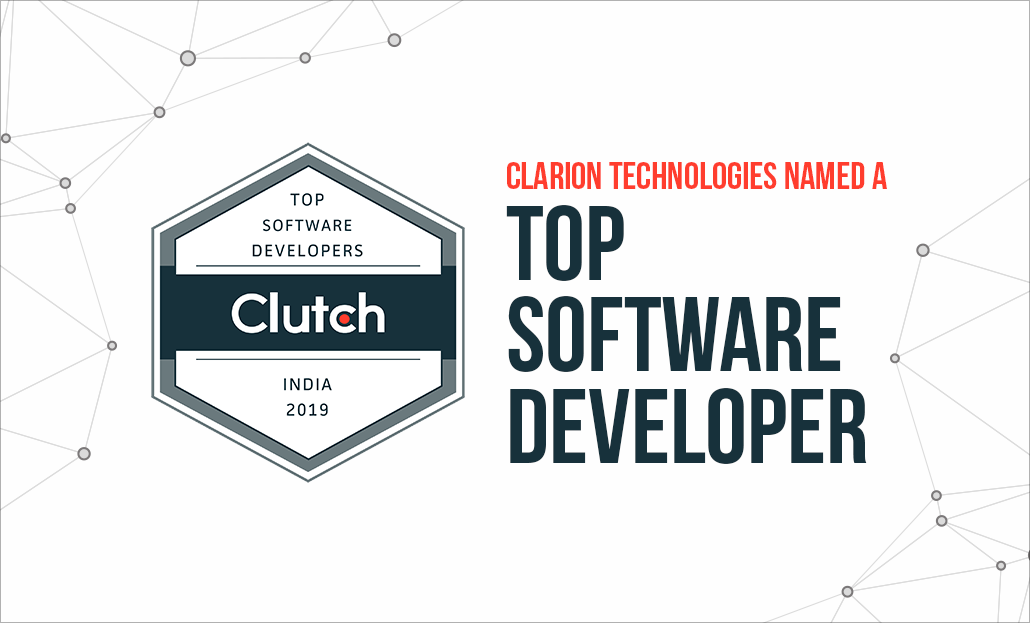 TOP
SOFTWARE
DEVELOPERS
Clutch
INDIA
2019
CLARION TECHNOLOGIES NAMED A
TOP
SOFTWARE
DEVELOPER